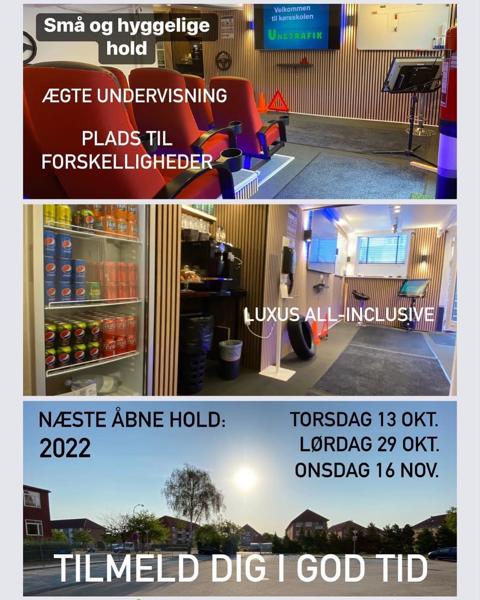 Små og hyggelige
hold
Velkommen
til køreskolen
UNGTRAFIK
ÆGTE UNDERVISNING
PLADS TIL
FORSKELLIGHEDER
LUXUS ALL-INCLUSIVE
NÆSTE ÅBNE HOLD:
2022
TORSDAG 13 OKT.
LØRDAG 29 OKT.
ONSDAG 16 NOV.
TILMELD DIG I GOD TID